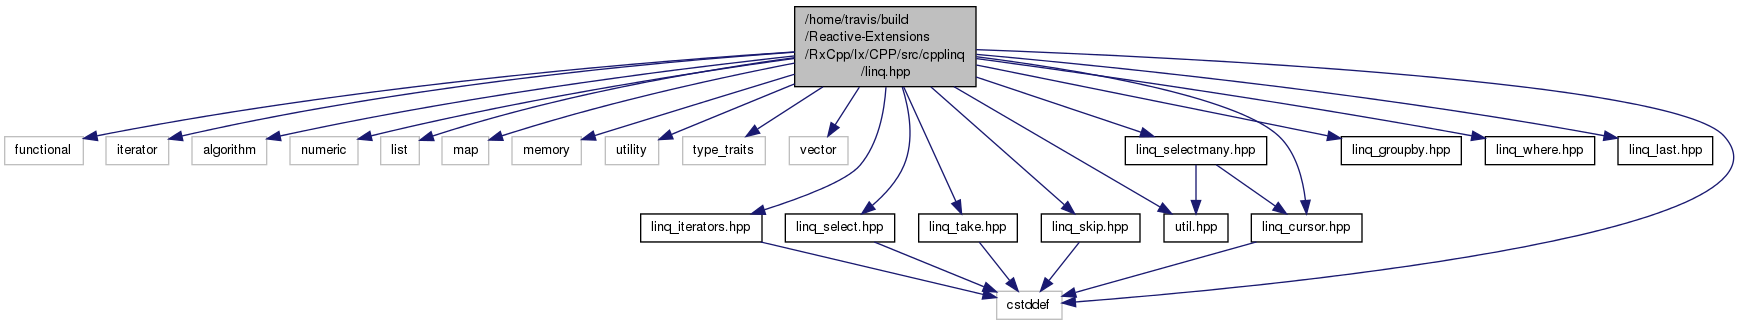 /home/travis/build
/Reactive-Extensions
/RxCpp/Ix/CPP/src/cpplinq
/linq.hpp
functional
iterator
algorithm
numeric
list
map
memory
utility
type_traits
vector
linq_selectmany.hpp
linq_groupby.hpp
linq_where.hpp
linq_last.hpp
linq_iterators.hpp
linq_select.hpp
linq_take.hpp
linq_skip.hpp
util.hpp
linq_cursor.hpp
cstddef